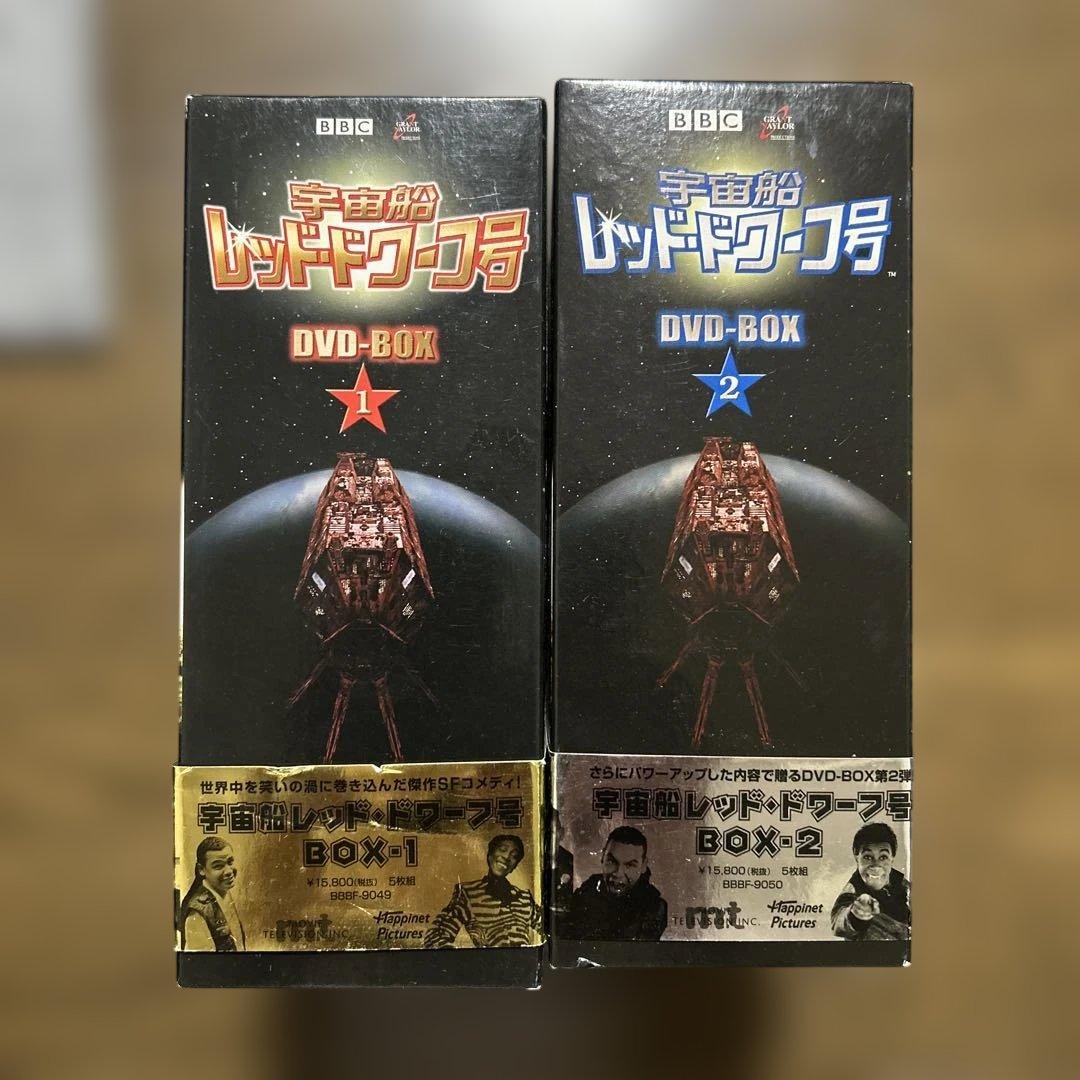 BBC
GRANT NAYLOR
PRODUCTIONS
宇宙船
レッド・ドワーフ号
DVD-BOX
1
世界中を笑いの渦に巻き込んだ傑作SFコメディ!
宇宙船レッド・ドワーフ号
BOX-1
¥15,800(税抜) 5枚組
BBBF-9049
TELEVISION INC.
Happinet
Pictures
BBC
GRANT NAYLOR
PRODUCTIONS
宇宙船
レッド・ドワーフ号
™
DVD-BOX
2
さらにパワーアップした内容で贈るDVD-BOX第2弾
宇宙船レッド・ドワーフ号
BOX-2
¥15,800(税抜) 5枚組
BBBF-9050
TELEVISION INC.
Happinet
Pictures